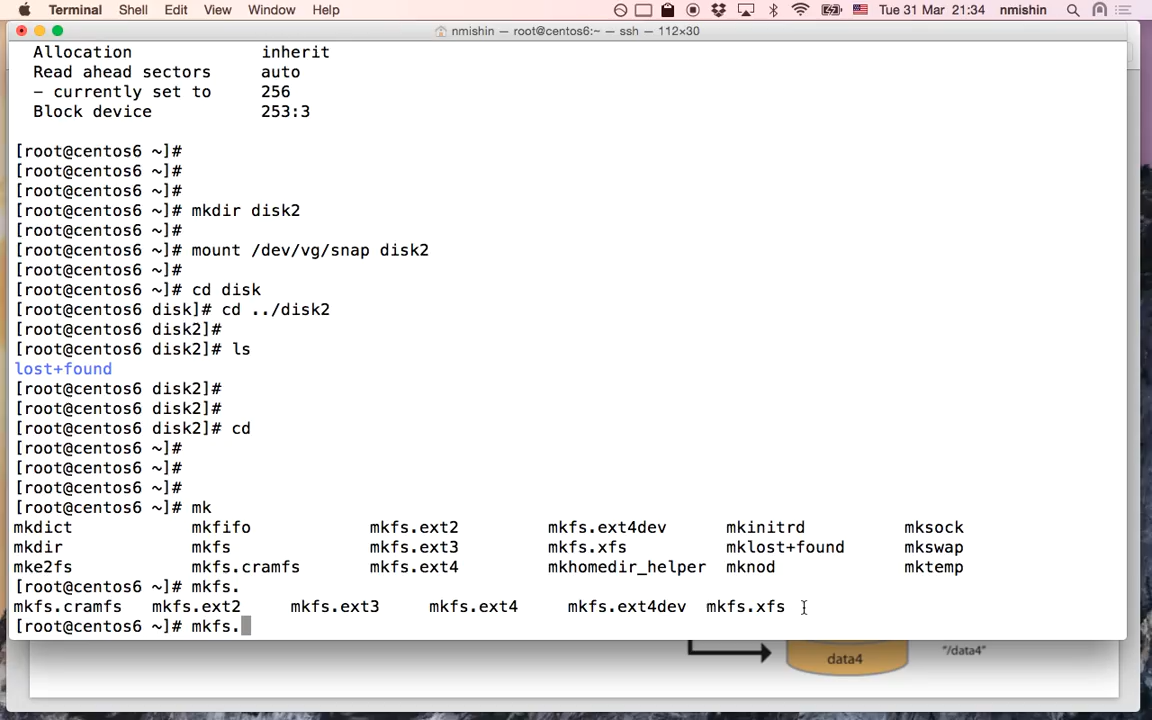 Terminal Shell Edit View Window Help Tue 31 Mar 21:34 nmishin
nmishin — root@centos6:~ — ssh — 112×30
Allocation inherit
Read ahead sectors auto
- currently set to 256
Block device 253:3
[root@centos6 ~]#
[root@centos6 ~]#
[root@centos6 ~]#
[root@centos6 ~]# mkdir disk2
[root@centos6 ~]#
[root@centos6 ~]# mount /dev/vg/snap disk2
[root@centos6 ~]#
[root@centos6 ~]# cd disk
[root@centos6 disk]# cd ../disk2
[root@centos6 disk2]#
[root@centos6 disk2]# ls
lost+found
[root@centos6 disk2]#
[root@centos6 disk2]#
[root@centos6 disk2]# cd
[root@centos6 ~]#
[root@centos6 ~]#
[root@centos6 ~]#
[root@centos6 ~]# mk
mkdict mkfifo mkfs.ext2 mkfs.ext4dev mkinitrd mksock
mkdir mkfs mkfs.ext3 mkfs.xfs mklost+found mkswap
mke2fs mkfs.cramfs mkfs.ext4 mkhomedir_helper mknod mktemp
[root@centos6 ~]# mkfs.
mkfs.cramfs mkfs.ext2 mkfs.ext3 mkfs.ext4 mkfs.ext4dev mkfs.xfs
[root@centos6 ~]# mkfs.
data4 "/data4"